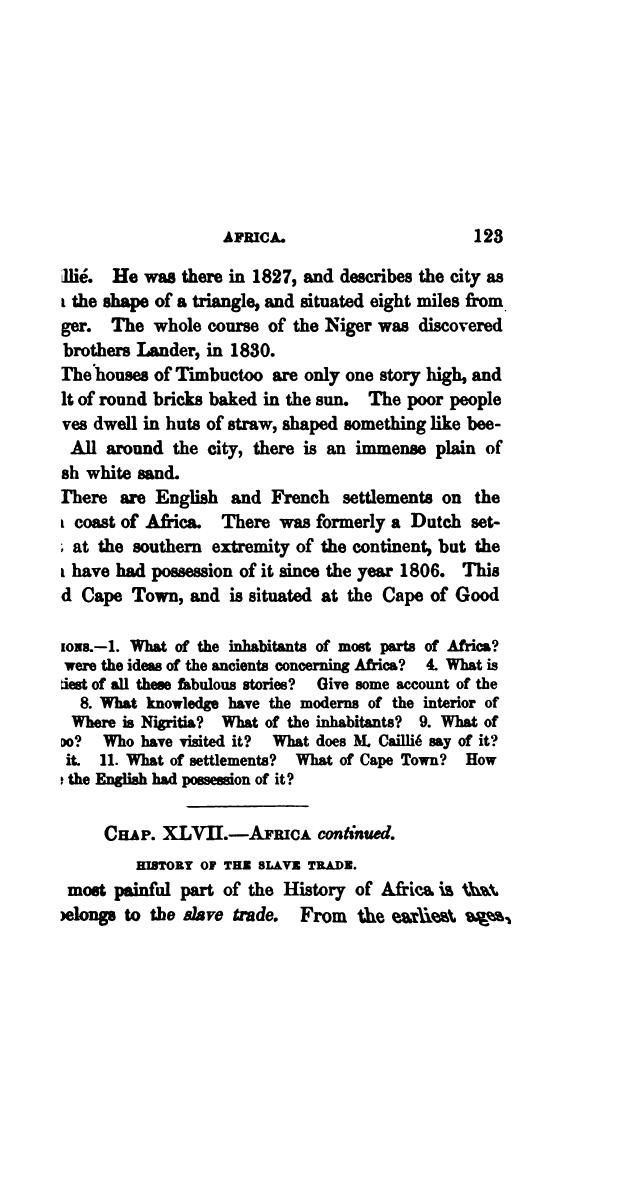 AFRICA. 123
llié. He was there in 1827, and describes the city as
the shape of a triangle, and situated eight miles from
ger. The whole course of the Niger was discovered
brothers Lander, in 1830.
The houses of Timbuctoo are only one story high, and
lt of round bricks baked in the sun. The poor people
ves dwell in huts of straw, shaped something like bee-
All around the city, there is an immense plain of
sh white sand.
There are English and French settlements on the
coast of Africa. There was formerly a Dutch set-
; at the southern extremity of the continent, but the
have had possession of it since the year 1806. This
d Cape Town, and is situated at the Cape of Good
IONS.—1. What of the inhabitants of most parts of Africa?
were the ideas of the ancients concerning Africa? 4. What is
tiest of all these fabulous stories? Give some account of the
8. What knowledge have the moderns of the interior of
Where is Nigritia? What of the inhabitants? 9. What of
oo? Who have visited it? What does M. Caillié say of it?
it. 11. What of settlements? What of Cape Town? How
the English had possession of it?
CHAP. XLVII.—AFRICA continued.
HISTORY OF THE SLAVE TRADE.
most painful part of the History of Africa is that
belongs to the slave trade. From the earliest ages,